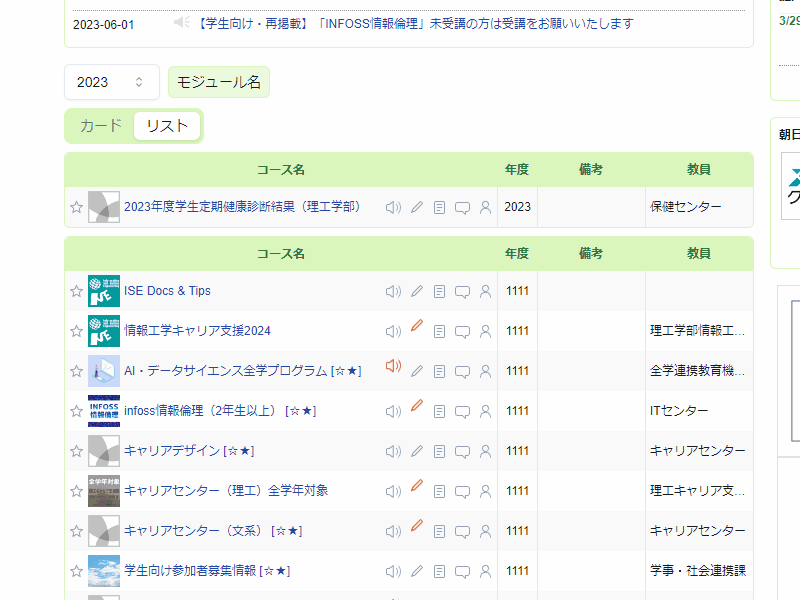 2023-06-01 【学生向け・再掲載】「INFOSS情報倫理」未受講の方は受講をお願いいたします
3/29
2023 モジュール名
カード リスト
朝日
コース名 年度 備考 教員
2023年度学生定期健康診断結果（理工学部） 2023 保健センター
コース名 年度 備考 教員
ISE Docs & Tips 1111
情報工学キャリア支援2024 1111 理工学部情報工…
AI・データサイエンス全学プログラム [☆★] 1111 全学連携教育機…
INFOSS
情報倫理
infoss情報倫理（2年生以上） [☆★] 1111 ITセンター
キャリアデザイン [☆★] 1111 キャリアセンター
全学年対象
キャリアセンター（理工）全学年対象 1111 理工キャリア支…
キャリアセンター（文系） [☆★] 1111 キャリアセンター
学生向け参加者募集情報 [☆★] 1111 学事・社会連携課